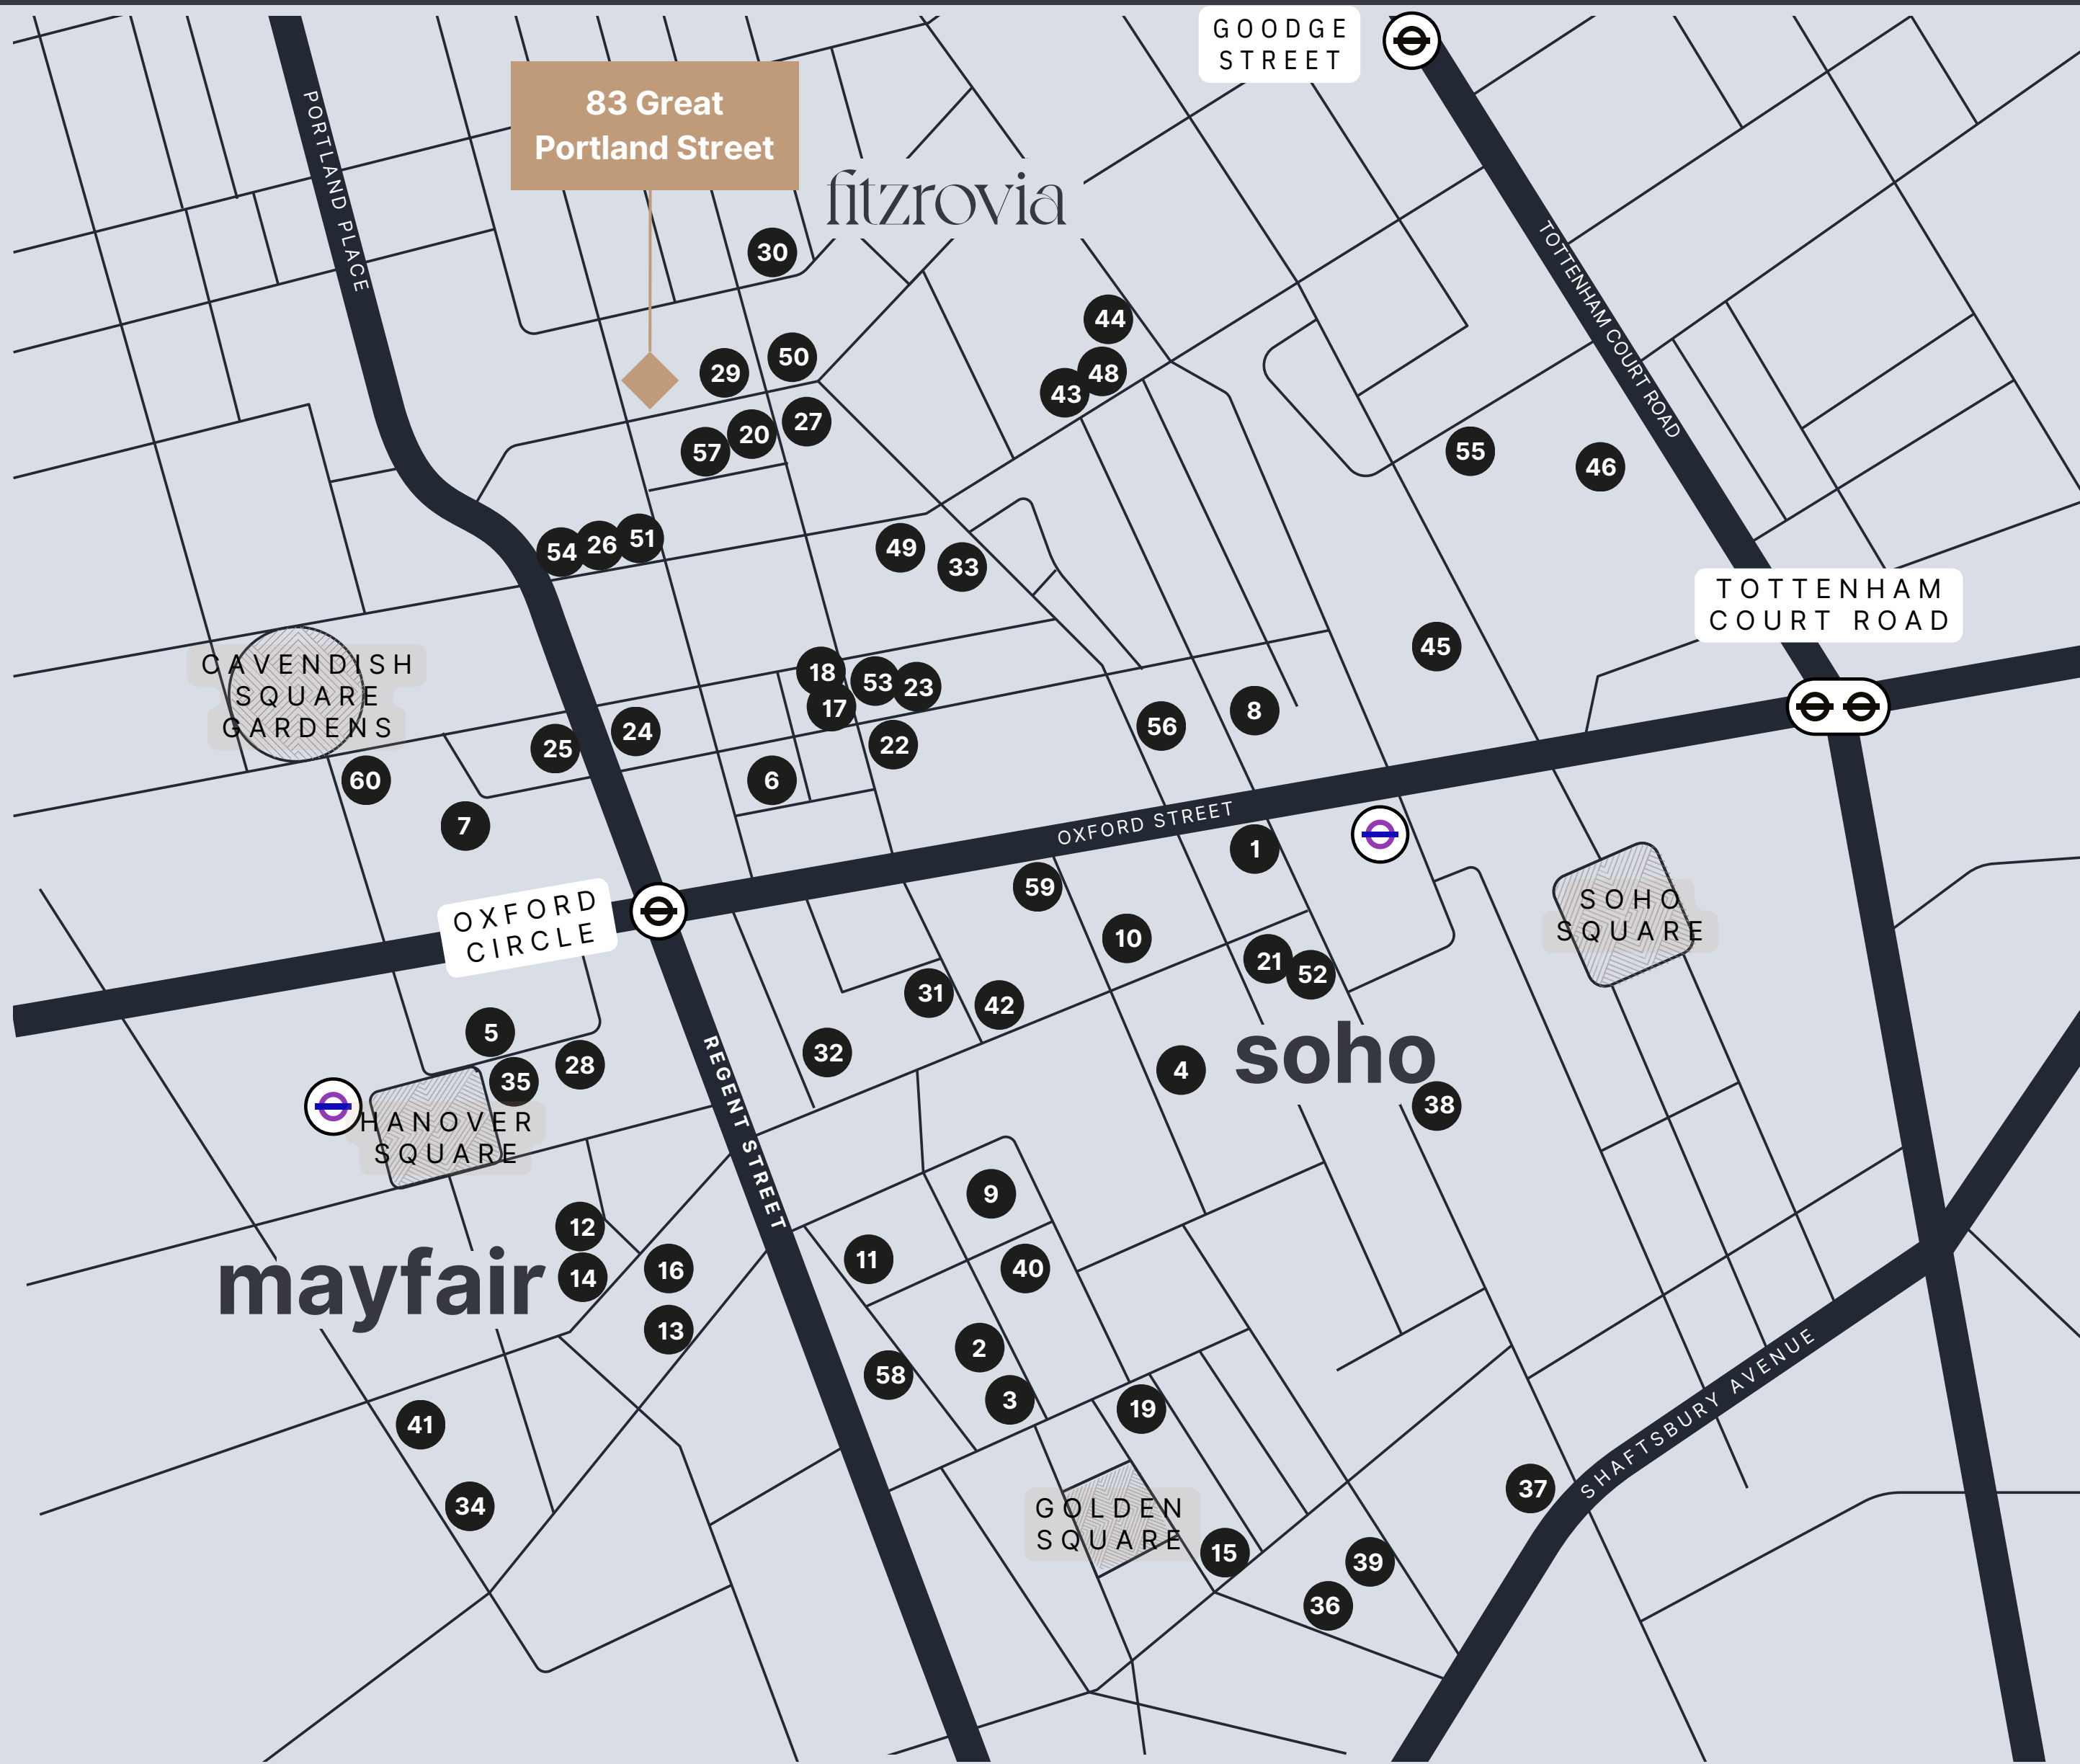 GOODGE
STREET
83 Great
Portland Street
PORTLAND PLACE
fitzrovia
30
TOTTENHAM COURT ROAD
44
50
29
48
43
27
20
57
55
46
51
26
54
49
33
TOTTENHAM
COURT ROAD
CAVENDISH
SQUARE
GARDENS
45
18
53
23
17
8
56
24
25
22
60
6
7
OXFORD STREET
1
59
OXFORD
CIRCLE
SOHO
SQUARE
10
21
52
31
42
5
32
28
soho
4
35
38
REGENT STREET
HANOVER
SQUARE
9
12
mayfair
11
40
16
14
13
2
58
3
19
SHAFTSBURY AVENUE
41
37
34
GOLDEN
SQUARE
15
39
36